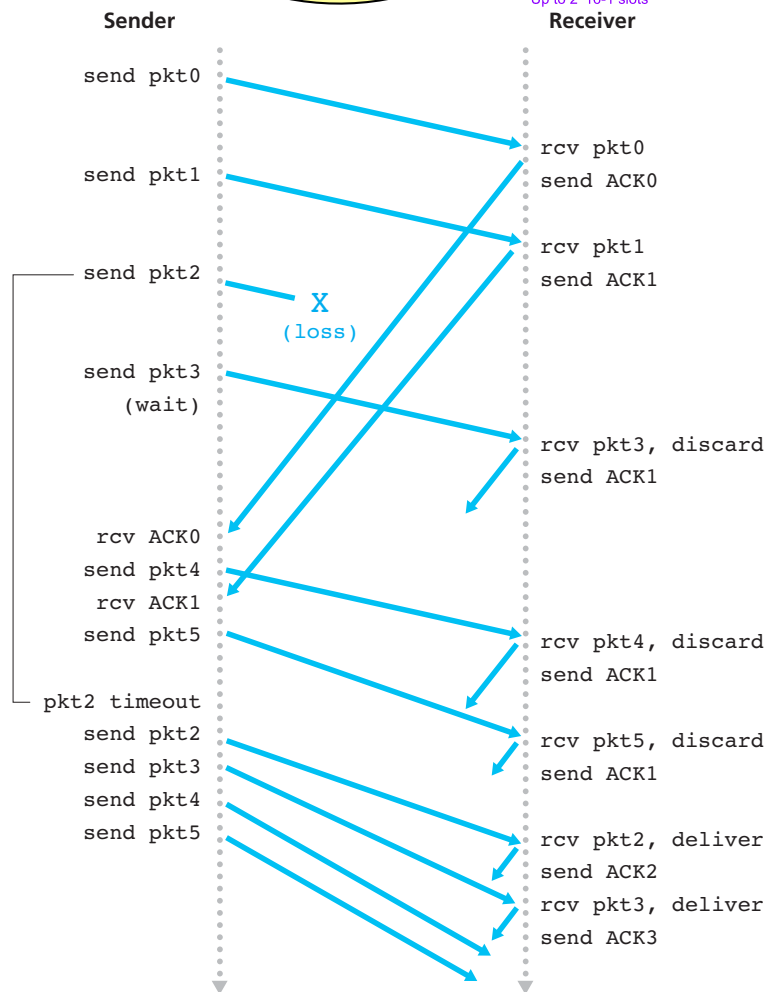 Sender
Receiver
send pkt0
rcv pkt0
send ACK0
send pkt1
rcv pkt1
send ACK1
send pkt2
X
(loss)
send pkt3
(wait)
rcv pkt3, discard
send ACK1
rcv ACK0
send pkt4
rcv ACK1
send pkt5
rcv pkt4, discard
send ACK1
pkt2 timeout
send pkt2
send pkt3
send pkt4
send pkt5
rcv pkt5, discard
send ACK1
rcv pkt2, deliver
send ACK2
rcv pkt3, deliver
send ACK3